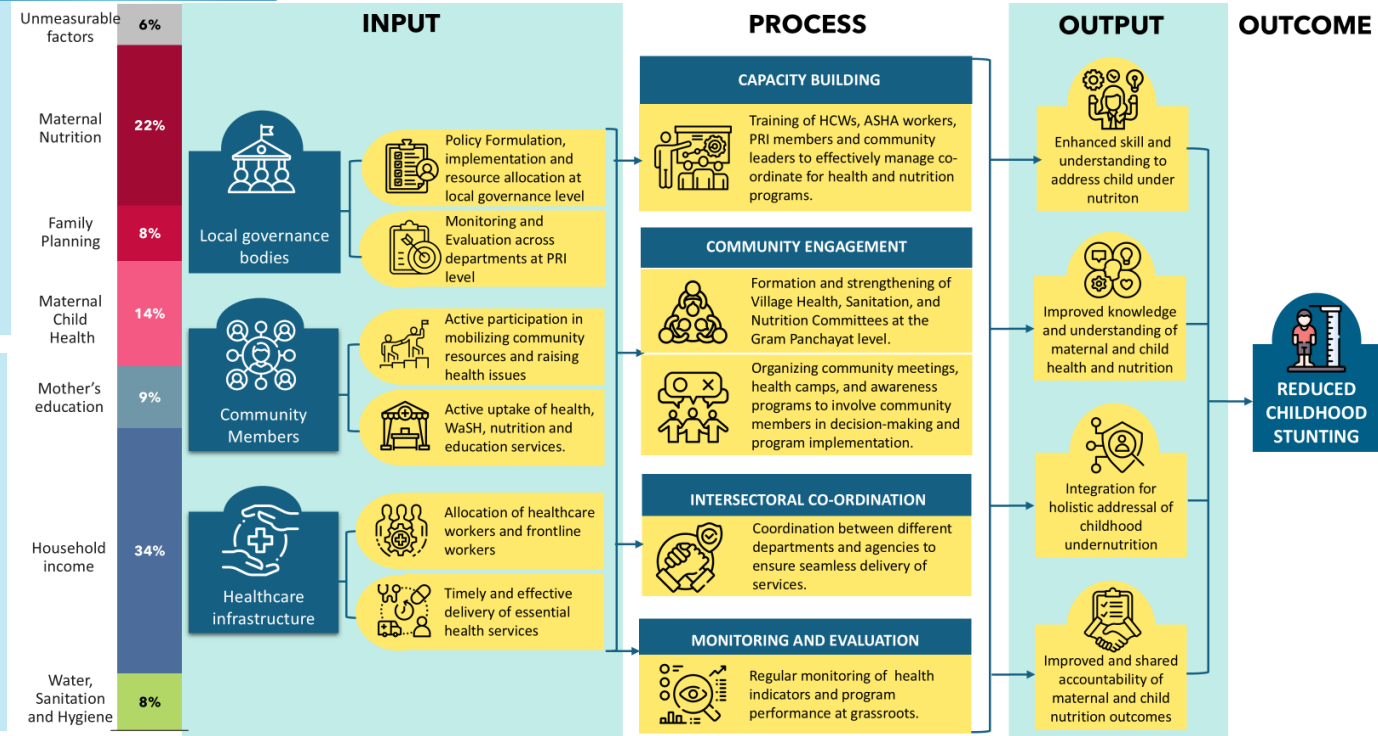 Unmeasurable
factors
6%
Maternal
Nutrition
22%
Family
Planning
8%
Maternal
Child
Health
14%
Mother's
education
9%
Household
income
34%
Water,
Sanitation
and Hygiene
8%
INPUT
Local governance
bodies
Policy Formulation,
implementation and
resource allocation at
local governance level
Monitoring and
Evaluation across
departments at PRI
level
Community
Members
Active participation in
mobilizing community
resources and raising
health issues
Active uptake of health,
WaSH, nutrition and
education services.
Healthcare
infrastructure
Allocation of healthcare
workers and frontline
workers
Timely and effective
delivery of essential
health services
PROCESS
CAPACITY BUILDING
Training of HCWs, ASHA workers,
PRI members and community
leaders to effectively manage co-
ordinate for health and nutrition
programs.
COMMUNITY ENGAGEMENT
Formation and strengthening of
Village Health, Sanitation, and
Nutrition Committees at the
Gram Panchayat level.
Organizing community meetings,
health camps, and awareness
programs to involve community
members in decision-making and
program implementation.
INTERSECTORAL CO-ORDINATION
Coordination between different
departments and agencies to
ensure seamless delivery of
services.
MONITORING AND EVALUATION
Regular monitoring of health
indicators and program
performance at grassroots.
OUTPUT
Enhanced skill and
understanding to
address child under
nutriton
Improved knowledge
and understanding of
maternal and child
health and nutrition
Integration for
holistic addressal of
childhood
undernutrition
Improved and shared
accountability of
maternal and child
nutrition outcomes
OUTCOME
REDUCED
CHILDHOOD
STUNTING